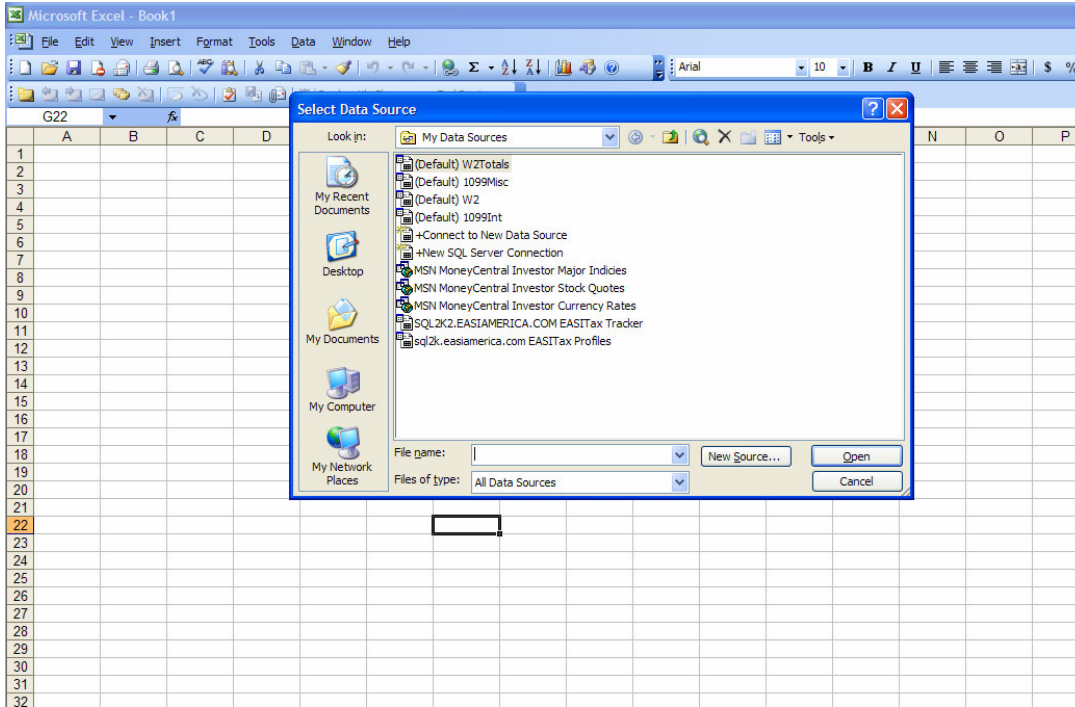 Microsoft Excel - Book1
File Edit View Insert Format Tools Data Window Help
Arial 10 B I U $ %
G22 fx
Select Data Source
Look in: My Data Sources Tools
A B C D N O P
My Recent Documents
Desktop
My Documents
My Computer
My Network Places
(Default) W2Totals
(Default) 1099Misc
(Default) W2
(Default) 1099Int
+Connect to New Data Source
+New SQL Server Connection
MSN MoneyCentral Investor Major Indicies
MSN MoneyCentral Investor Stock Quotes
MSN MoneyCentral Investor Currency Rates
SQL2K2.EASIAMERICA.COM EASITax Tracker
sql2k.easiamerica.com EASITax Profiles
File name: New Source... Open
Files of type: All Data Sources Cancel
1
2
3
4
5
6
7
8
9
10
11
12
13
14
15
16
17
18
19
20
21
22
23
24
25
26
27
28
29
30
31
32